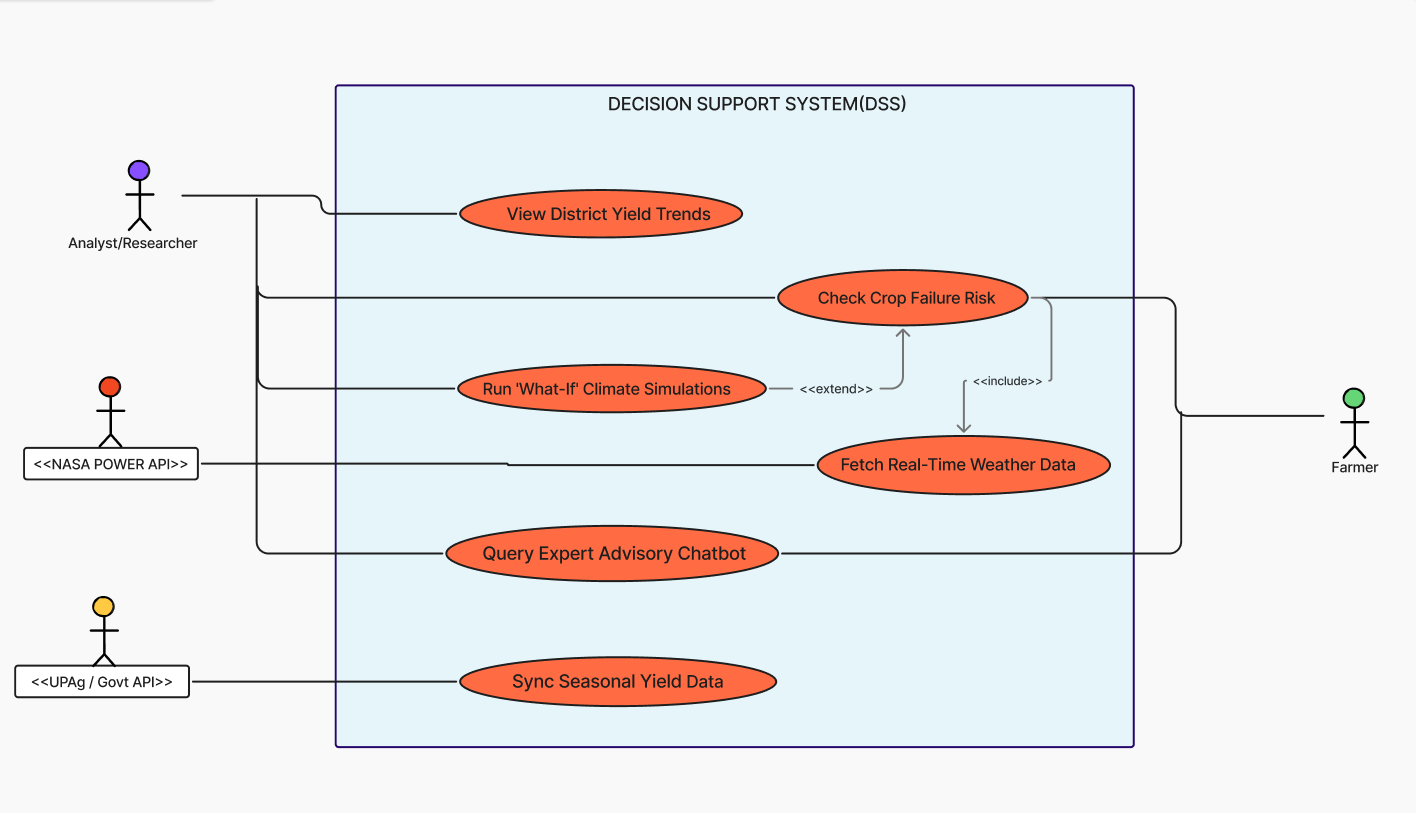 DECISION SUPPORT SYSTEM(DSS)
View District Yield Trends
Analyst/Researcher
Check Crop Failure Risk
Run 'What-If' Climate Simulations
<<extend>>
<<include>>
<<NASA POWER API>>
Fetch Real-Time Weather Data
Farmer
Query Expert Advisory Chatbot
<<UPAg / Govt API>>
Sync Seasonal Yield Data